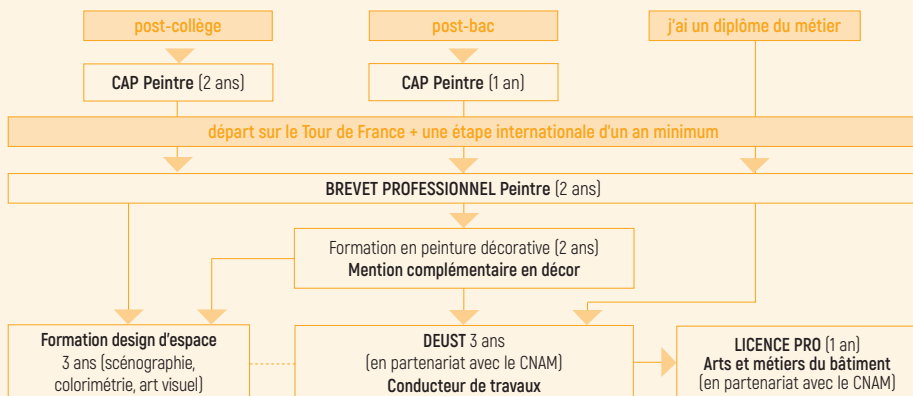 post-collège
post-bac
j'ai un diplôme du métier
CAP Peintre (2 ans)
CAP Peintre (1 an)
départ sur le Tour de France + une étape internationale d'un an minimum
BREVET PROFESSIONNEL Peintre (2 ans)
Formation en peinture décorative (2 ans)
Mention complémentaire en décor
Formation design d'espace
3 ans (scénographie,
colorimétrie, art visuel)
DEUST 3 ans
(en partenariat avec le CNAM)
Conducteur de travaux
LICENCE PRO (1 an)
Arts et métiers du bâtiment
(en partenariat avec le CNAM)